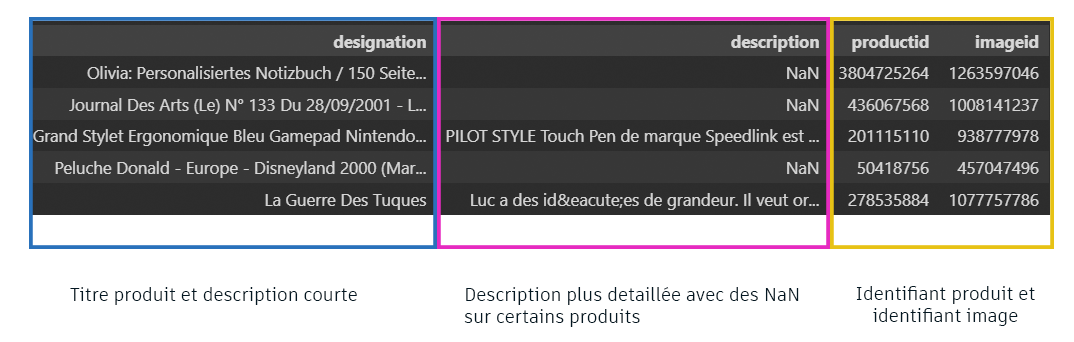 designation description productid imageid
Olivia: Personalisiertes Notizbuch / 150 Seite... NaN 3804725264 1263597046
Journal Des Arts (Le) N° 133 Du 28/09/2001 - L... NaN 436067568 1008141237
Grand Stylet Ergonomique Bleu Gamepad Nintendo... PILOT STYLE Touch Pen de marque Speedlink est ... 201115110 938777978
Peluche Donald - Europe - Disneyland 2000 (Mar... NaN 50418756 457047496
La Guerre Des Tuques Luc a des id&eacute;es de grandeur. Il veut or... 278535884 1077757786
Titre produit et description courte
Description plus detaillée avec des NaN
sur certains produits
Identifiant produit et
identifiant image